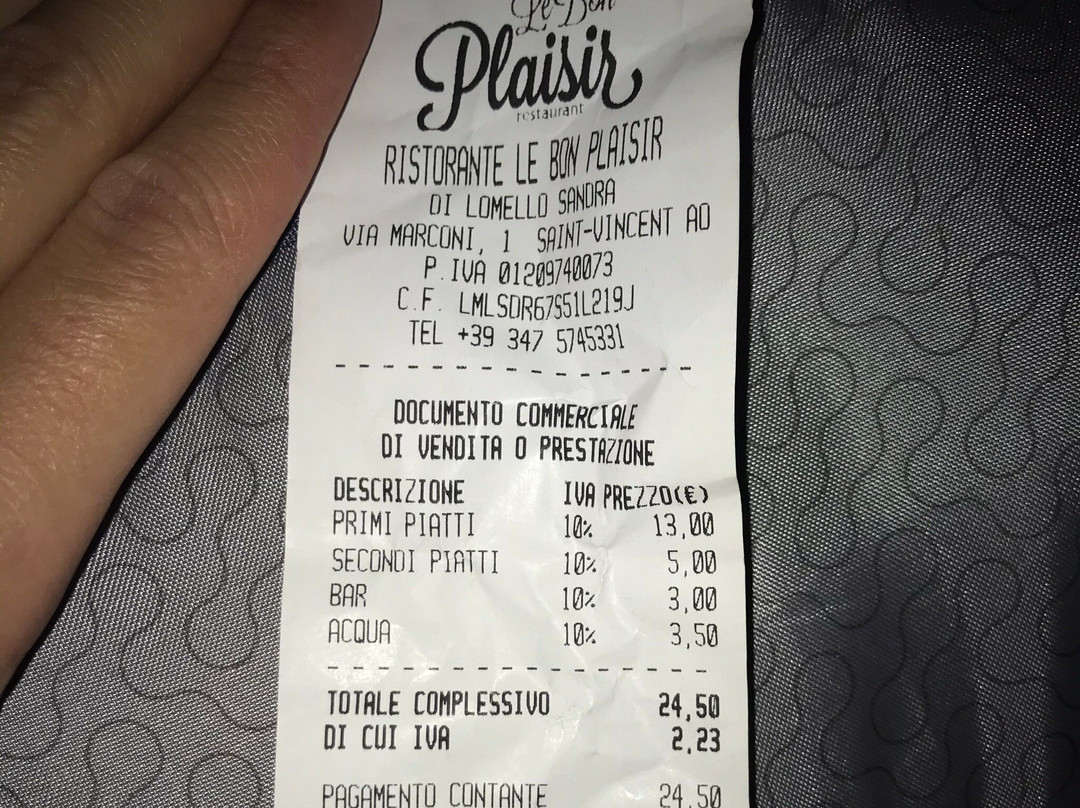 Le Bon
Plaisir
restaurant
RISTORANTE LE BON PLAISIR
DI LOMELLO SANDRA
VIA MARCONI, 1 SAINT-VINCENT AO
P.IVA 01209740073
C.F. LMLSDR67S51L219J
TEL +39 347 5745331
DOCUMENTO COMMERCIALE
DI VENDITA O PRESTAZIONE
DESCRIZIONE IVA PREZZO(€)
PRIMI PIATTI 10% 13,00
SECONDI PIATTI 10% 5,00
BAR 10% 3,00
ACQUA 10% 3,50
TOTALE COMPLESSIVO 24,50
DI CUI IVA 2,23
PAGAMENTO CONTANTE 24,50